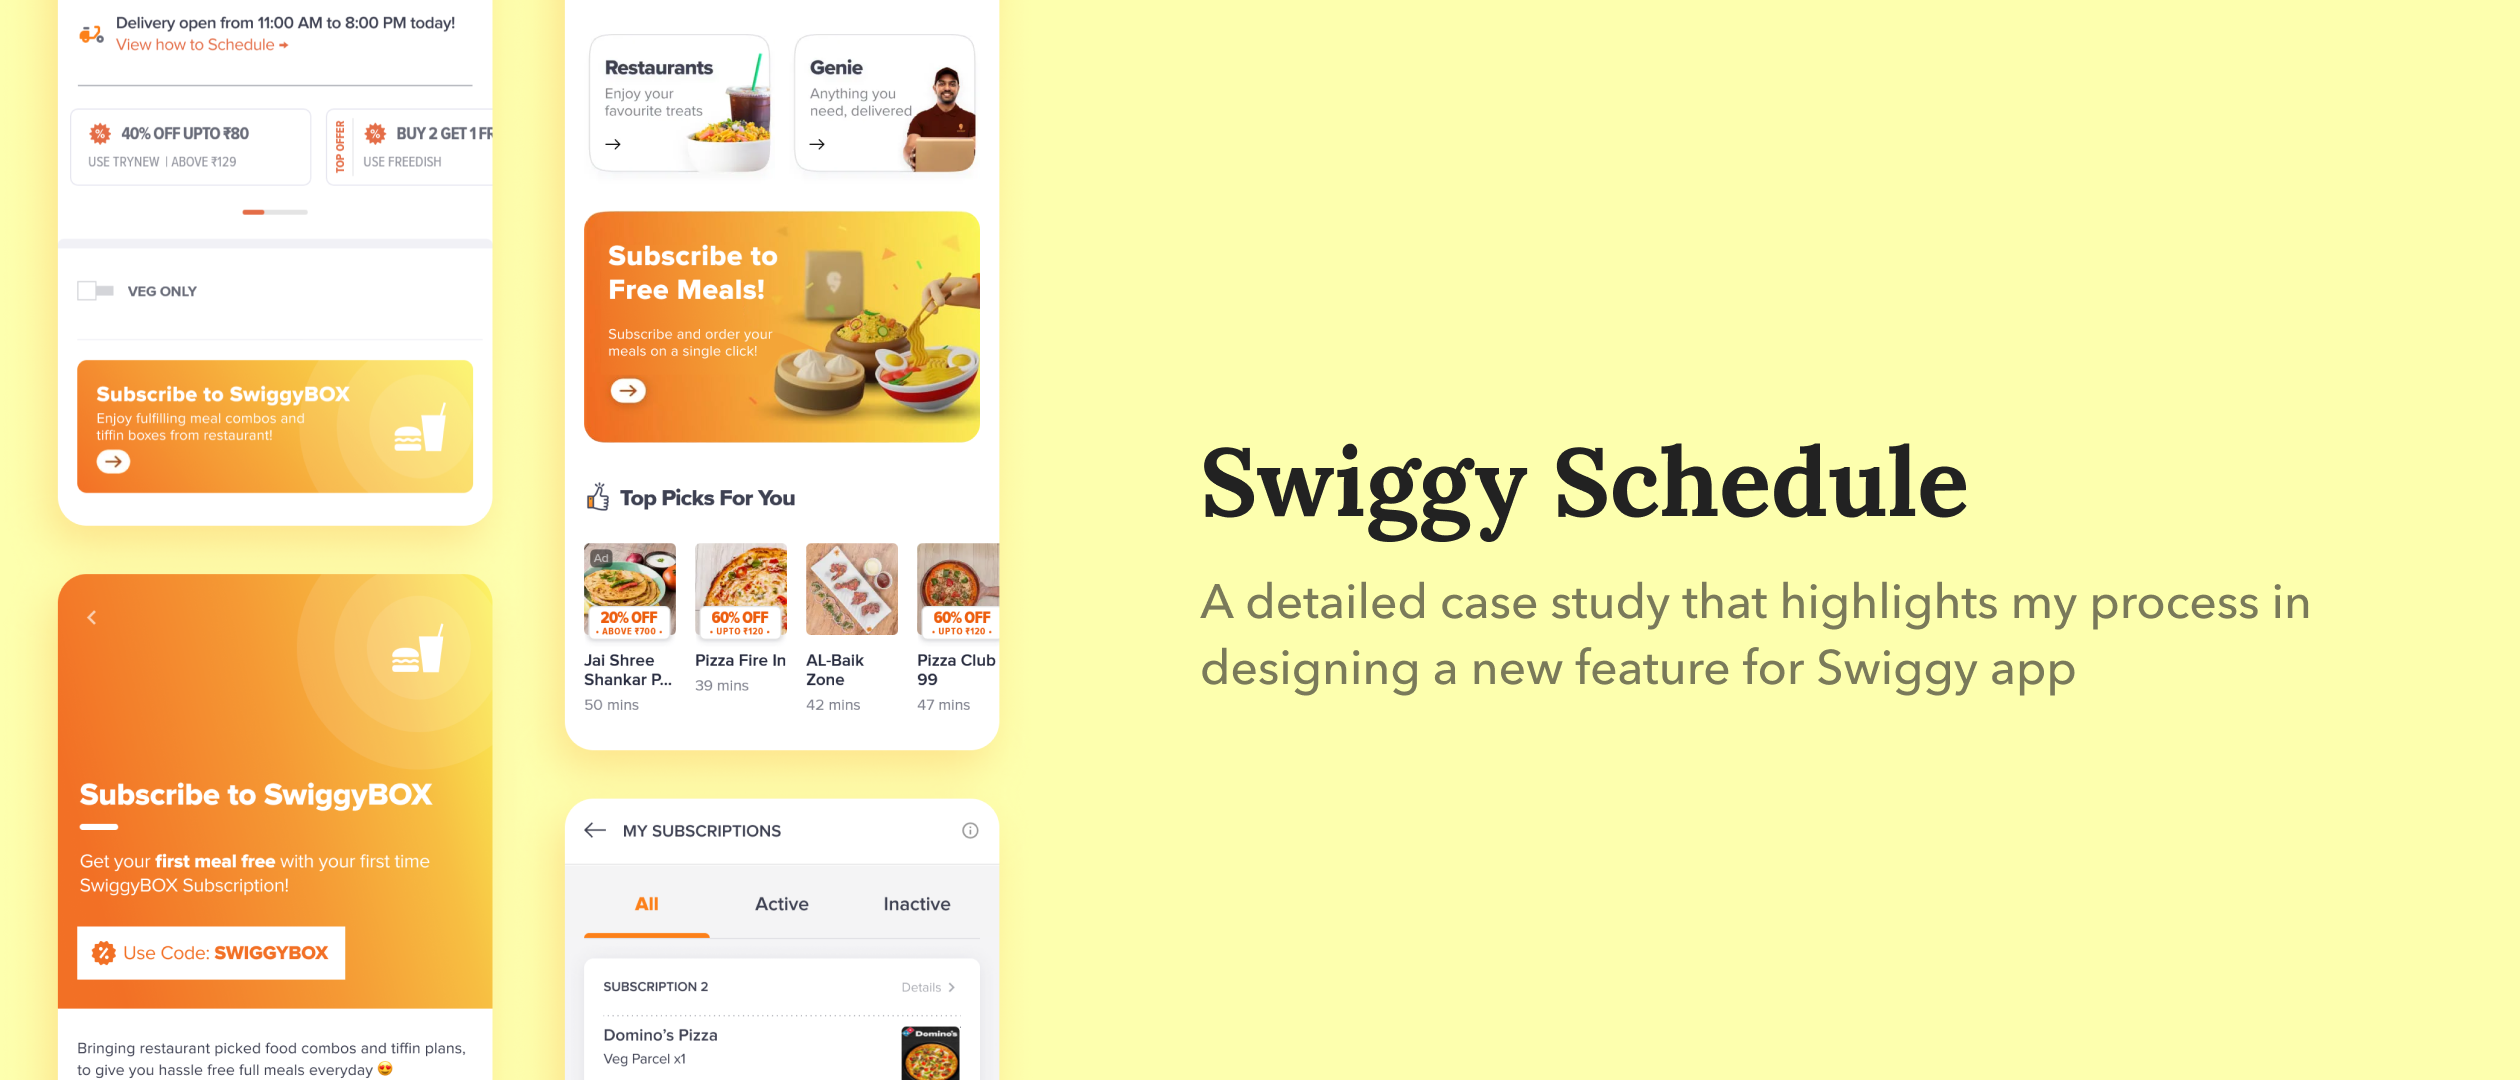 Delivery open from 11:00 AM to 8:00 PM today!
View how to Schedule
40% OFF UPTO ₹80
USE TRYNEW | ABOVE ₹129
TOP OFFER
BUY 2 GET 1 FR
USE FREEDISH
VEG ONLY
Subscribe to SwiggyBOX
Enjoy fulfilling meal combos and
tiffin boxes from restaurant!
Subscribe to SwiggyBOX
Get your first meal free with your first time
SwiggyBOX Subscription!
Use Code: SWIGGYBOX
Bringing restaurant picked food combos and tiffin plans,
to give you hassle free full meals everyday 😍
Restaurants
Enjoy your
favourite treats
Genie
Anything you
need, delivered
Subscribe to
Free Meals!
Subscribe and order your
meals on a single click!
Top Picks For You
Ad
20% OFF
• ABOVE ₹700 •
Jai Shree
Shankar P...
50 mins
60% OFF
• UPTO ₹120 •
Pizza Fire In
39 mins
AL-Baik
Zone
42 mins
60% OFF
• UPTO ₹120 •
Pizza Club
99
47 mins
MY SUBSCRIPTIONS
All
Active
Inactive
SUBSCRIPTION 2
Details >
Domino's Pizza
Veg Parcel x1
Domino's
Swiggy Schedule
A detailed case study that highlights my process in
designing a new feature for Swiggy app